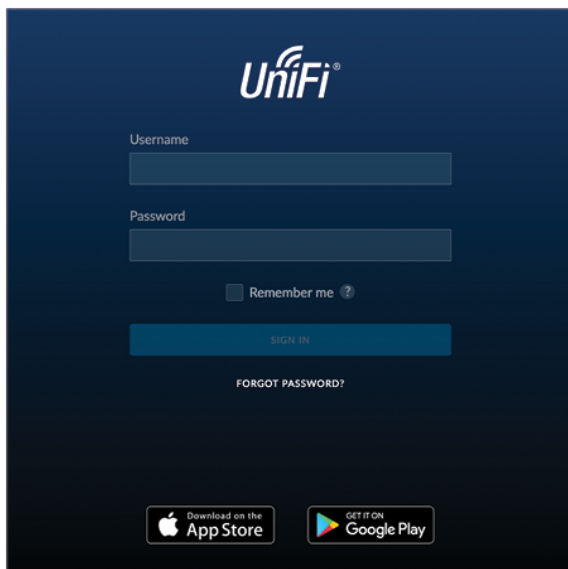 UniFi®
Username
Password
Remember me ?
SIGN IN
FORGOT PASSWORD?
Download on the
App Store
GET IT ON
Google Play